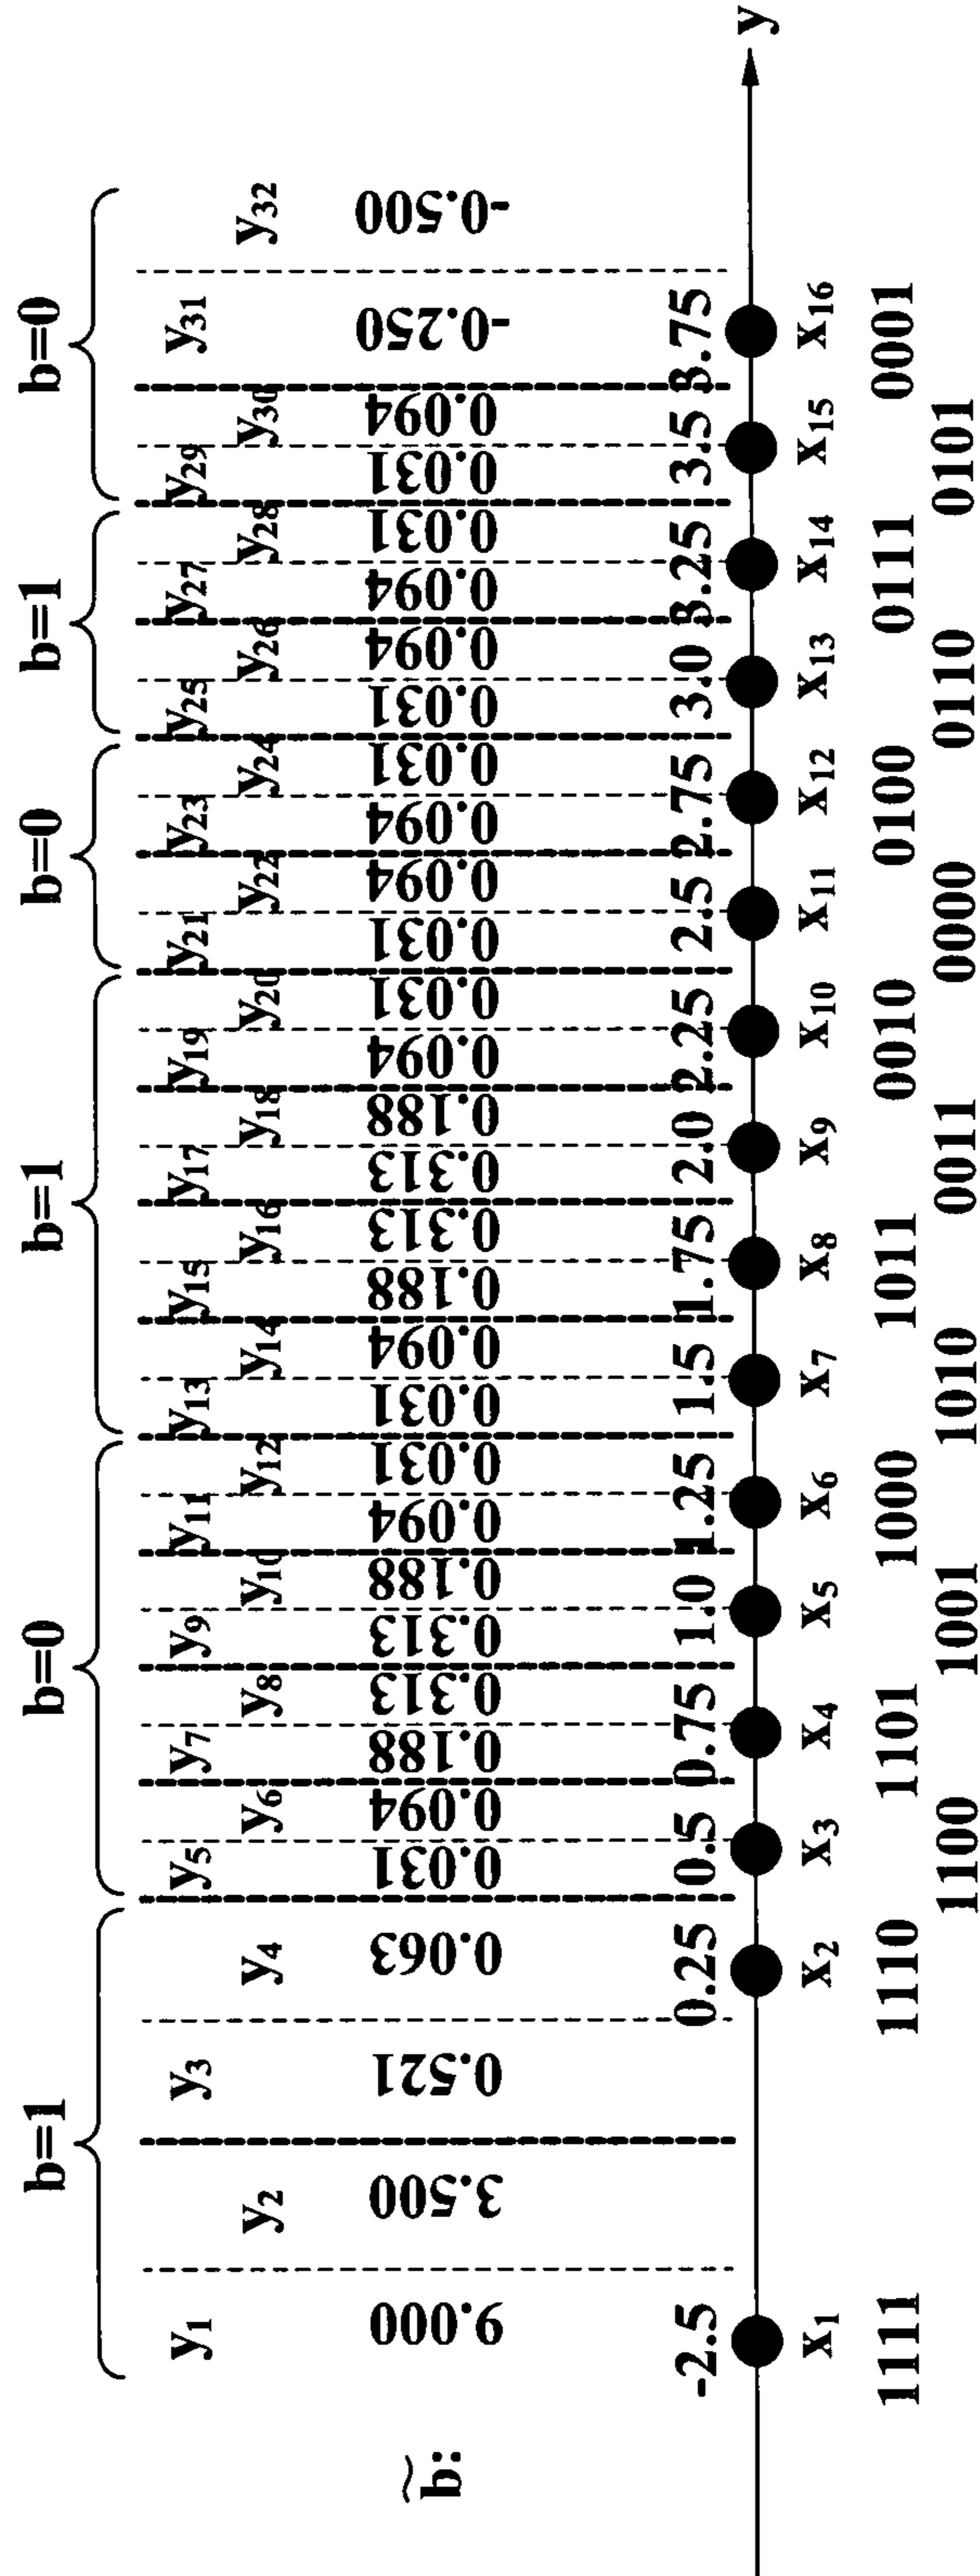 b=1 b=0 b=1 b=0 b=1 b=0
y₁ y₃ y₅ y₇ y₉ y₁₁ y₁₃ y₁₅ y₁₇ y₁₉ y₂₁ y₂₃ y₂₅ y₂₇ y₂₉ y₃₁
y₂ y₄ y₆ y₈ y₁₀ y₁₂ y₁₄ y₁₆ y₁₈ y₂₀ y₂₂ y₂₄ y₂₆ y₂₈ y₃₀ y₃₂
b̃: 9.000 3.500 0.521 0.063 0.031 0.094 0.188 0.313 0.313 0.188 0.094 0.031 0.031 0.094 0.188 0.313 0.313 0.188 0.094 0.031 0.031 0.094 0.094 0.031 0.031 0.094 0.094 0.031 0.031 0.094 -0.250 -0.500
-2.5 0.25 0.5 0.75 1.0 1.25 1.5 1.75 2.0 2.25 2.5 2.75 3.0 3.25 3.5 3.75
y
x₁ x₂ x₃ x₄ x₅ x₆ x₇ x₈ x₉ x₁₀ x₁₁ x₁₂ x₁₃ x₁₄ x₁₅ x₁₆
1111 1110 1101 1000 1011 0010 0100 0111 0001
1100 1001 1010 0011 0000 0110 0101